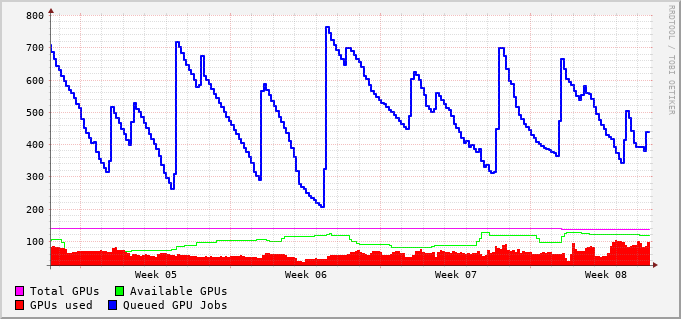 800
700
600
500
400
300
200
100
Week 05 Week 06 Week 07 Week 08
Total GPUs Available GPUs
GPUs used Queued GPU Jobs
RRDTOOL / TOBI OETIKER